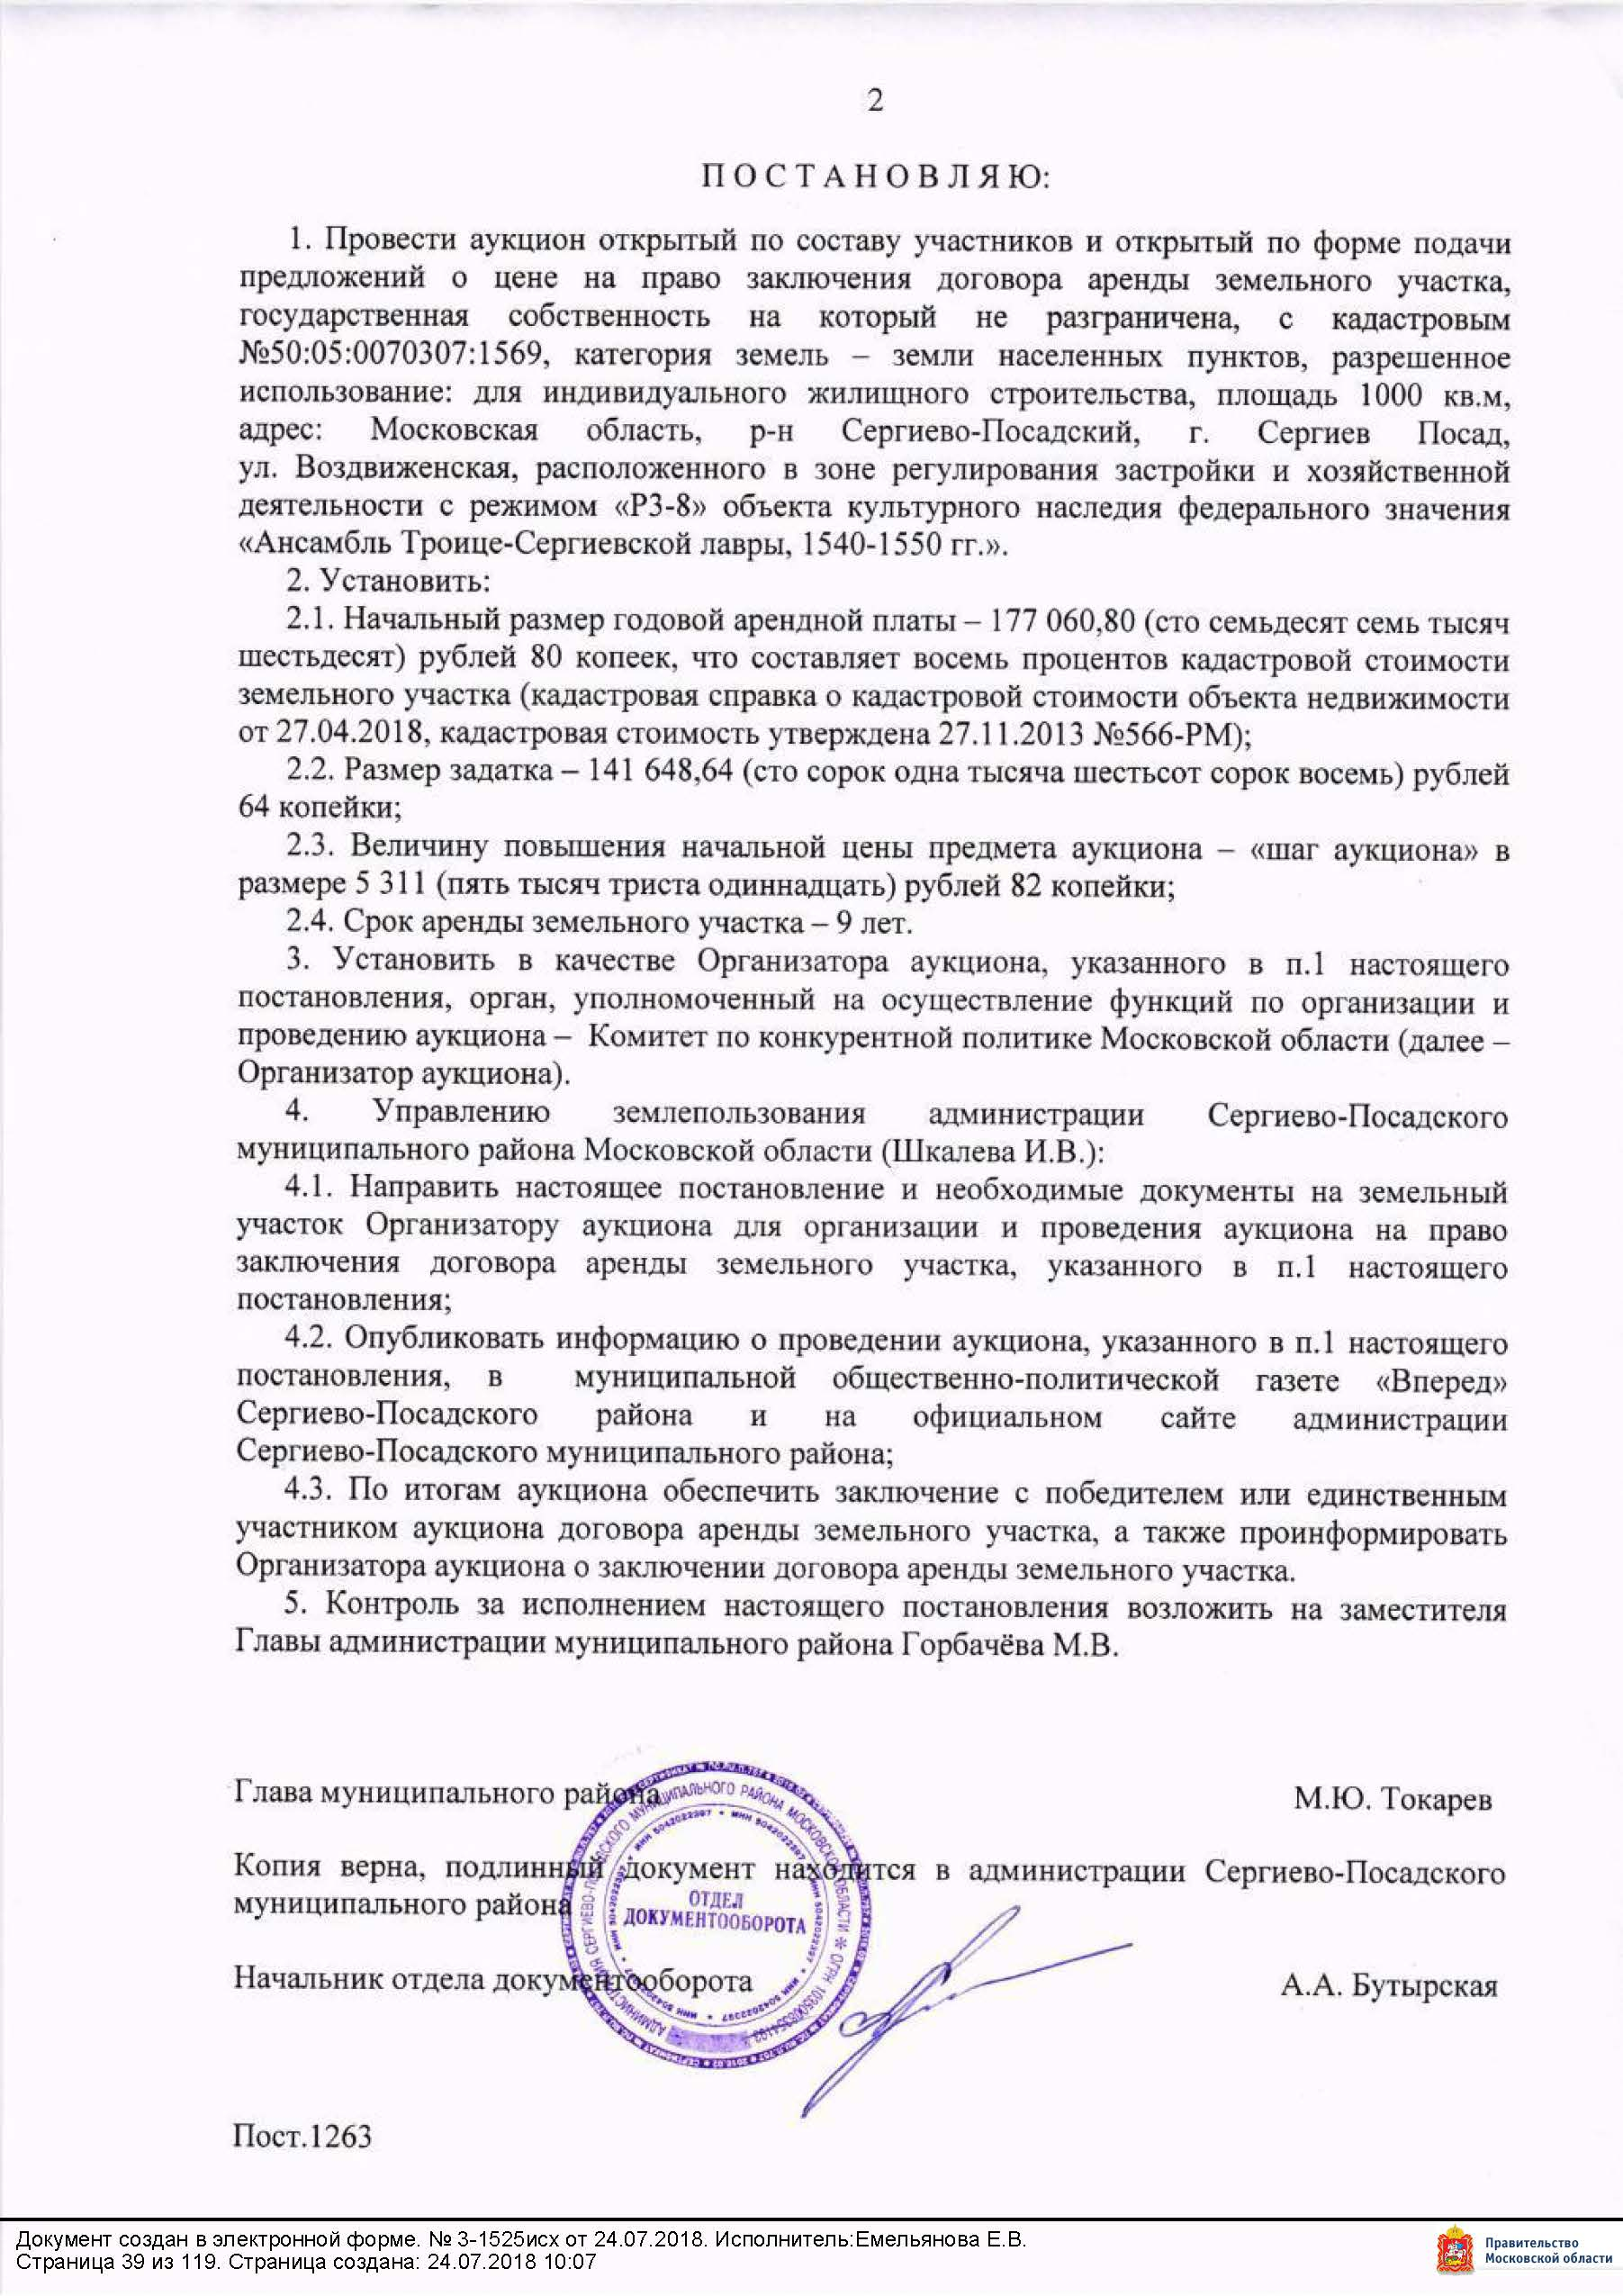 2
П О С Т А Н О В Л Я Ю:
1. Провести аукцион открытый по составу участников и открытый по форме подачи
предложений о цене на право заключения договора аренды земельного участка,
государственная собственность на который не разграничена, с кадастровым
№50:05:0070307:1569, категория земель – земли населенных пунктов, разрешенное
использование: для индивидуального жилищного строительства, площадь 1000 кв.м,
адрес: Московская область, р-н Сергиево-Посадский, г. Сергиев Посад,
ул. Воздвиженская, расположенного в зоне регулирования застройки и хозяйственной
деятельности с режимом «РЗ-8» объекта культурного наследия федерального значения
«Ансамбль Троице-Сергиевской лавры, 1540-1550 гг.».
2. Установить:
2.1. Начальный размер годовой арендной платы – 177 060,80 (сто семьдесят семь тысяч
шестьдесят) рублей 80 копеек, что составляет восемь процентов кадастровой стоимости
земельного участка (кадастровая справка о кадастровой стоимости объекта недвижимости
от 27.04.2018, кадастровая стоимость утверждена 27.11.2013 №566-РМ);
2.2. Размер задатка – 141 648,64 (сто сорок одна тысяча шестьсот сорок восемь) рублей
64 копейки;
2.3. Величину повышения начальной цены предмета аукциона – «шаг аукциона» в
размере 5 311 (пять тысяч триста одиннадцать) рублей 82 копейки;
2.4. Срок аренды земельного участка – 9 лет.
3. Установить в качестве Организатора аукциона, указанного в п.1 настоящего
постановления, орган, уполномоченный на осуществление функций по организации и
проведению аукциона – Комитет по конкурентной политике Московской области (далее –
Организатор аукциона).
4. Управлению землепользования администрации Сергиево-Посадского
муниципального района Московской области (Шкалева И.В.):
4.1. Направить настоящее постановление и необходимые документы на земельный
участок Организатору аукциона для организации и проведения аукциона на право
заключения договора аренды земельного участка, указанного в п.1 настоящего
постановления;
4.2. Опубликовать информацию о проведении аукциона, указанного в п.1 настоящего
постановления, в муниципальной общественно-политической газете «Вперед»
Сергиево-Посадского района и на официальном сайте администрации
Сергиево-Посадского муниципального района;
4.3. По итогам аукциона обеспечить заключение с победителем или единственным
участником аукциона договора аренды земельного участка, а также проинформировать
Организатора аукциона о заключении договора аренды земельного участка.
5. Контроль за исполнением настоящего постановления возложить на заместителя
Главы администрации муниципального района Горбачёва М.В.
Глава муниципального района М.Ю. Токарев
Копия верна, подлинный документ находится в администрации Сергиево-Посадского
муниципального района
ОТДЕЛ
ДОКУМЕНТООБОРОТА
АДМИНИСТРАЦИЯ СЕРГИЕВО-ПОСАДСКОГО МУНИЦИПАЛЬНОГО РАЙОНА МОСКОВСКОЙ ОБЛАСТИ
ИНН 5042022397
Начальник отдела документооборота А.А. Бутырская
Пост.1263
Документ создан в электронной форме. № 3-1525исх от 24.07.2018. Исполнитель:Емельянова Е.В.
Страница 39 из 119. Страница создана: 24.07.2018 10:07
Правительство
Московской области